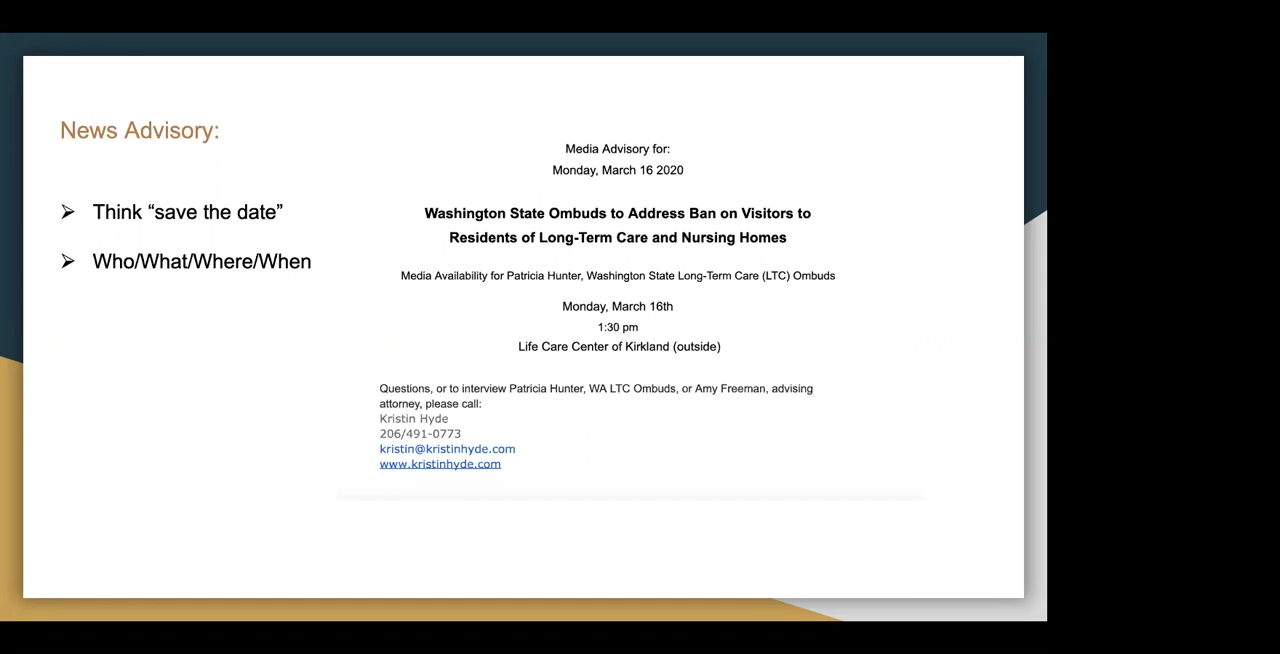 News Advisory:
➢ Think “save the date”
➢ Who/What/Where/When
Media Advisory for:
Monday, March 16 2020
Washington State Ombuds to Address Ban on Visitors to
Residents of Long-Term Care and Nursing Homes
Media Availability for Patricia Hunter, Washington State Long-Term Care (LTC) Ombuds
Monday, March 16th
1:30 pm
Life Care Center of Kirkland (outside)
Questions, or to interview Patricia Hunter, WA LTC Ombuds, or Amy Freeman, advising
attorney, please call:
Kristin Hyde
206/491-0773
kristin@kristinhyde.com
www.kristinhyde.com